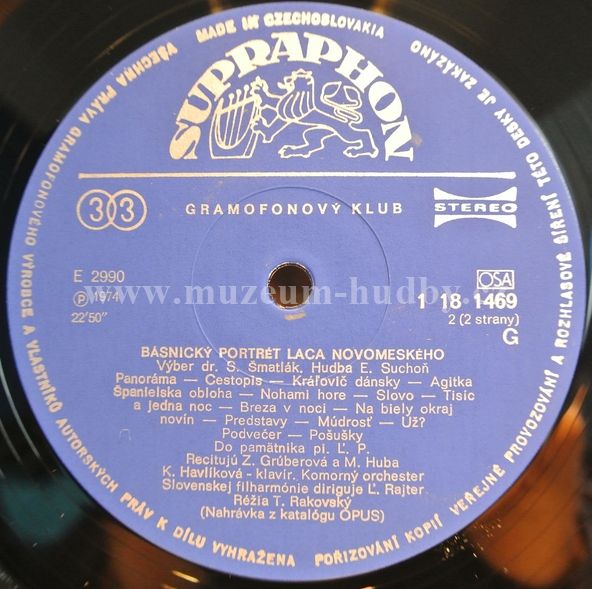 VŠECHNA PRÁVA GRAMOFONOVÉHO VÝROBCE A VLASTNÍKŮ AUTORSKÝCH PRÁV K DÍLU VYHRAŽENA
POŘIZOVÁNÍ KOPIÍ VEŘEJNÉ PROVOZOVÁNÍ A ROZHLASOVÉ ŠÍŘENÍ TÉTO DESKY JE ZAKÁZÁNO
MADE IN CZECHOSLOVAKIA
SUPRAPHON
33
GRAMOFONOVÝ KLUB
STEREO
E 2990
OSA
℗ 1974
www.muzeum-hudby.
1 18 1469
22'50"
2 (2 strany)
G
BÁSNICKÝ PORTRÉT LACA NOVOMESKÉHO
Výber dr. S. Šmatlák. Hudba E. Suchoň
Panoráma — Cestopis — Kráľovič dánsky — Agitka
Španielska obloha — Nohami hore — Slovo — Tisíc
a jedna noc — Breza v noci — Na biely okraj
novín — Predstavy — Múdrosť — Už?
Podvečer — Pošušky
Do pamätníka pí. Ľ. P.
Recitujú Z. Grúberová a M. Huba
K. Havlíková - klavír. Komorný orchester
Slovenskej filharmónie diriguje Ľ. Rajter
Réžia T. Rakovský
(Nahrávka z katalógu OPUS)